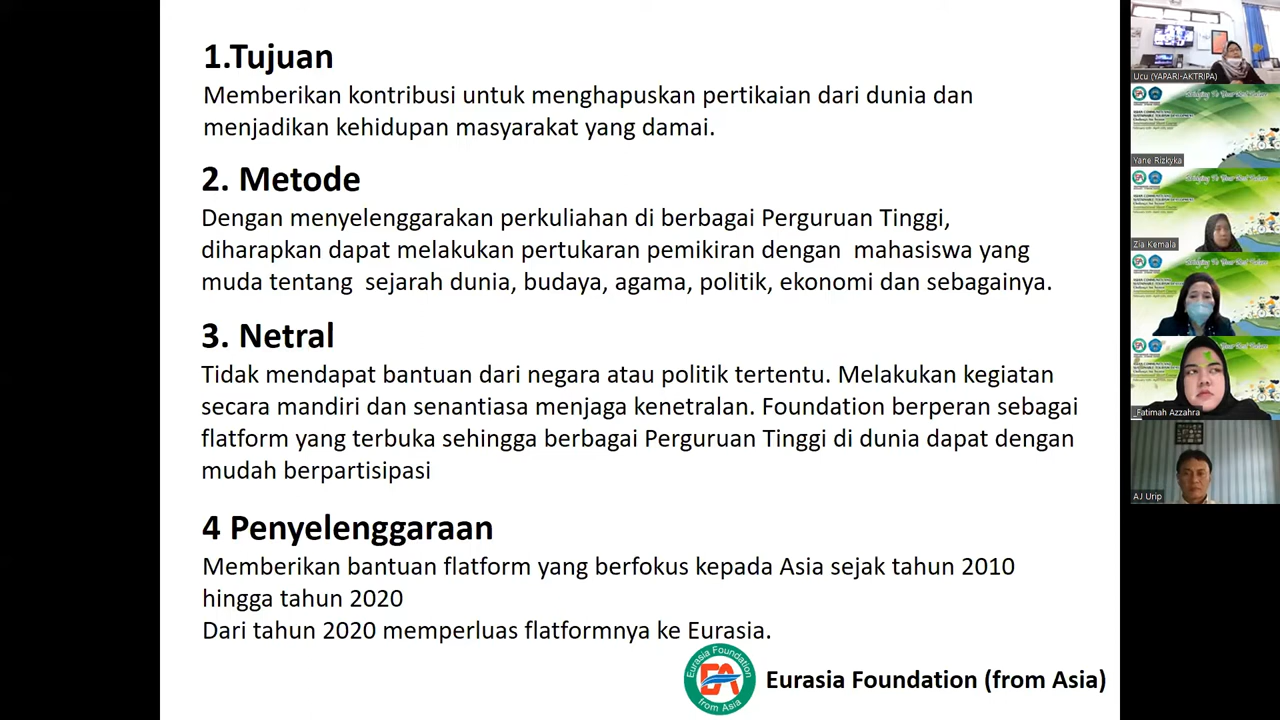 1.Tujuan
Memberikan kontribusi untuk menghapuskan pertikaian dari dunia dan
menjadikan kehidupan masyarakat yang damai.
2. Metode
Dengan menyelenggarakan perkuliahan di berbagai Perguruan Tinggi,
diharapkan dapat melakukan pertukaran pemikiran dengan mahasiswa yang
muda tentang sejarah dunia, budaya, agama, politik, ekonomi dan sebagainya.
3. Netral
Tidak mendapat bantuan dari negara atau politik tertentu. Melakukan kegiatan
secara mandiri dan senantiasa menjaga kenetralan. Foundation berperan sebagai
flatform yang terbuka sehingga berbagai Perguruan Tinggi di dunia dapat dengan
mudah berpartisipasi
4 Penyelenggaraan
Memberikan bantuan flatform yang berfokus kepada Asia sejak tahun 2010
hingga tahun 2020
Dari tahun 2020 memperluas flatformnya ke Eurasia.
Eurasia Foundation
from Asia
Eurasia Foundation (from Asia)
Ucu (YAPARI-AKTRIPA)
Yane Rizkyka
Zia Kemala
_Fatimah Azzahra
AJ Urip